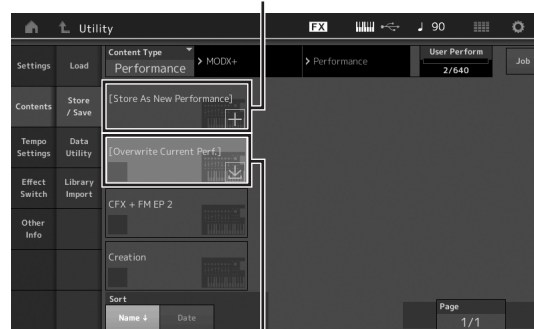 Utility
FX
90
Settings
Load
Content Type
Performance
MODX+
Performance
User Perform
2/640
Job
Contents
Store
/ Save
[Store As New Performance]
Tempo
Settings
Data
Utility
[Overwrite Current Perf.]
Effect
Switch
Library
Import
CFX + FM EP 2
Other
Info
Creation
Sort
Name ↓
Date
Page
1/1